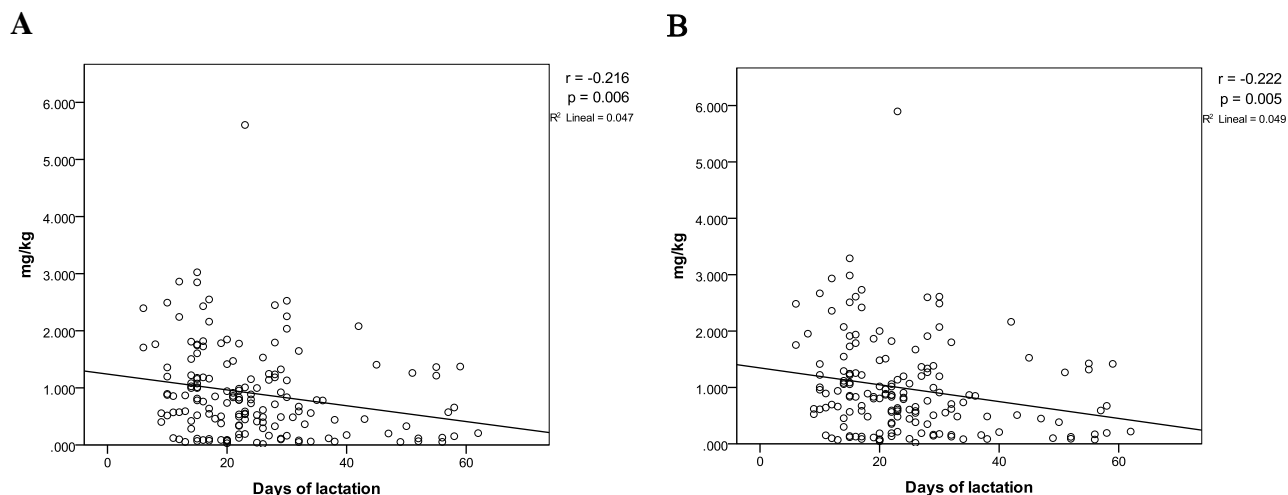 A
r = -0.216
p = 0.006
R² Lineal = 0.047
6.000
5.000
4.000
3.000
2.000
1.000
.000
mg/kg
0 20 40 60
Days of lactation
B
r = -0.222
p = 0.005
R² Lineal = 0.049
6.000
5.000
4.000
3.000
2.000
1.000
.000
mg/kg
0 20 40 60
Days of lactation